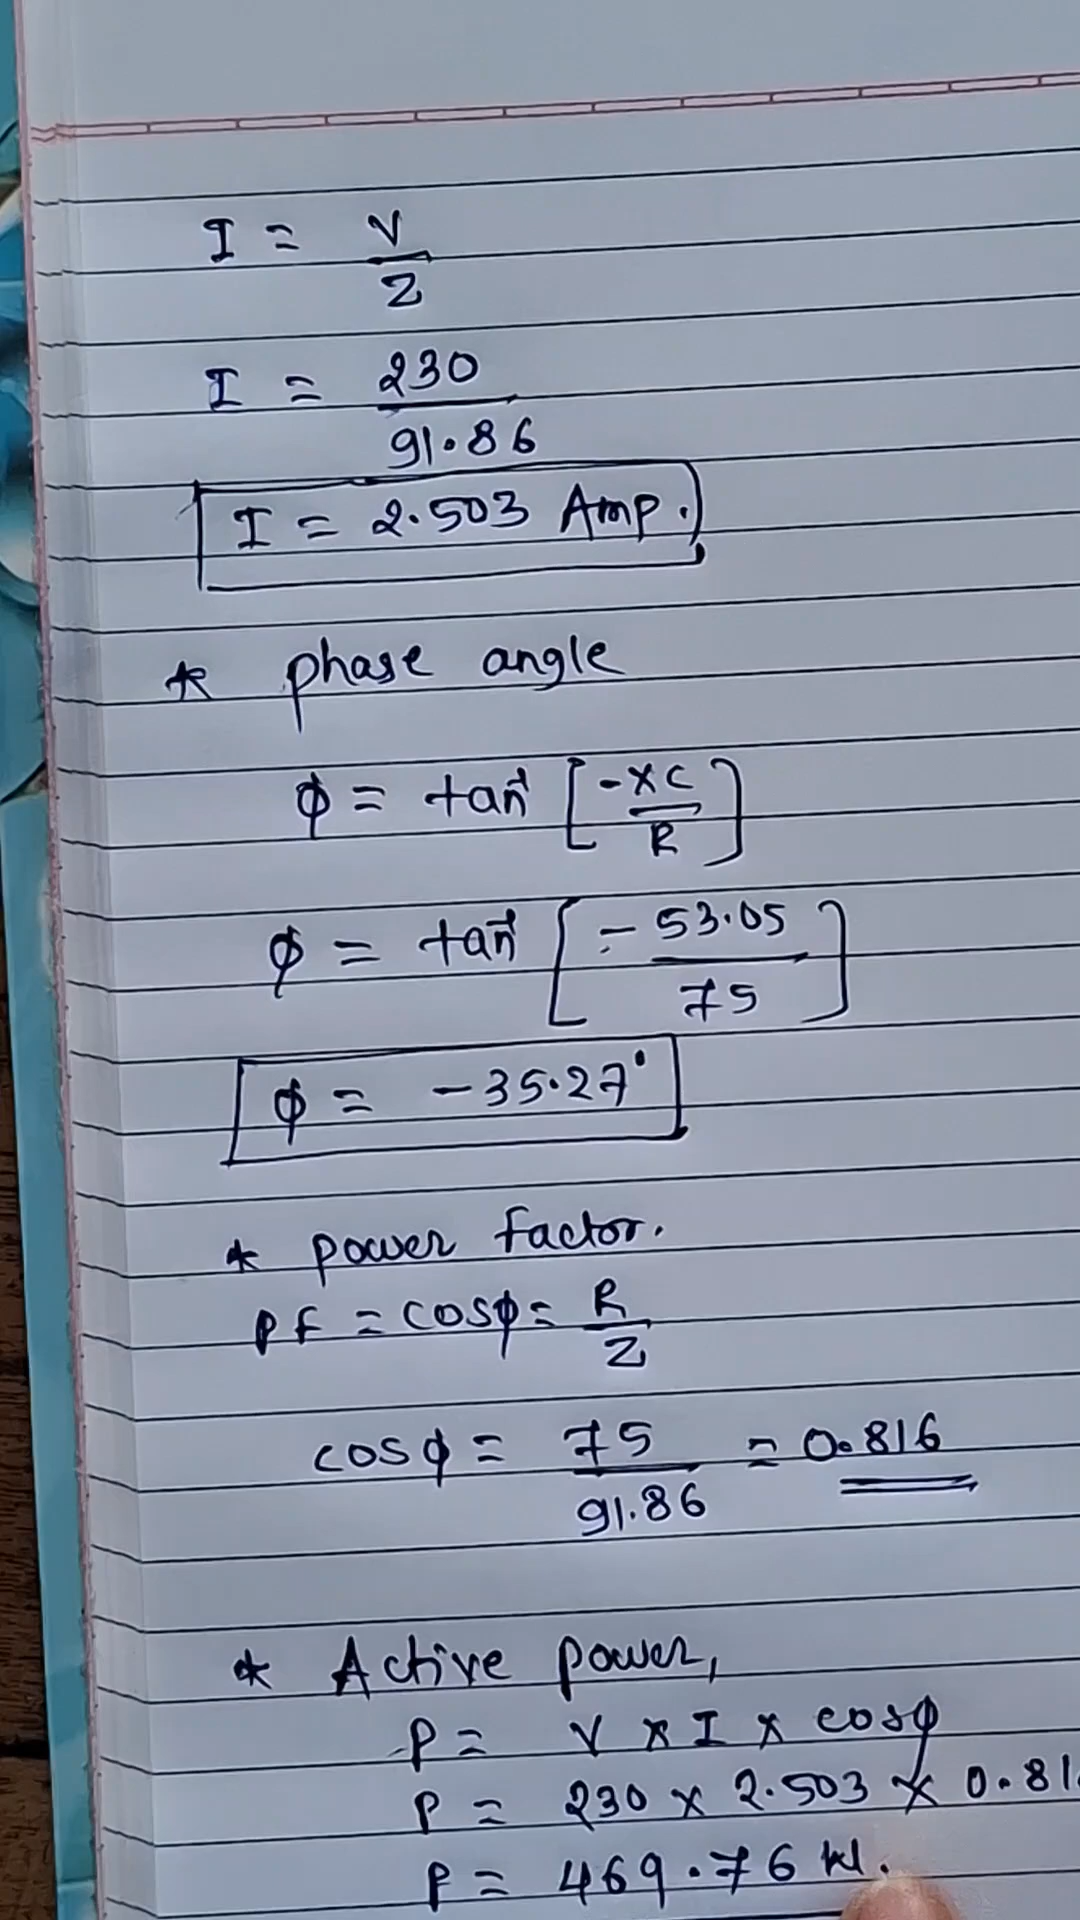 I = V/Z
I = 230/91.86
I = 2.503 Amp.
* phase angle
ϕ = tan⁻¹ [-XC/R]
ϕ = tan⁻¹ [-53.05/75]
ϕ = -35.27°
* power factor.
PF = cosϕ = R/Z
cosϕ = 75/91.86 = 0.816
* Active power,
P = V × I × cosϕ
P = 230 × 2.503 × 0.81
P = 469.76 W.